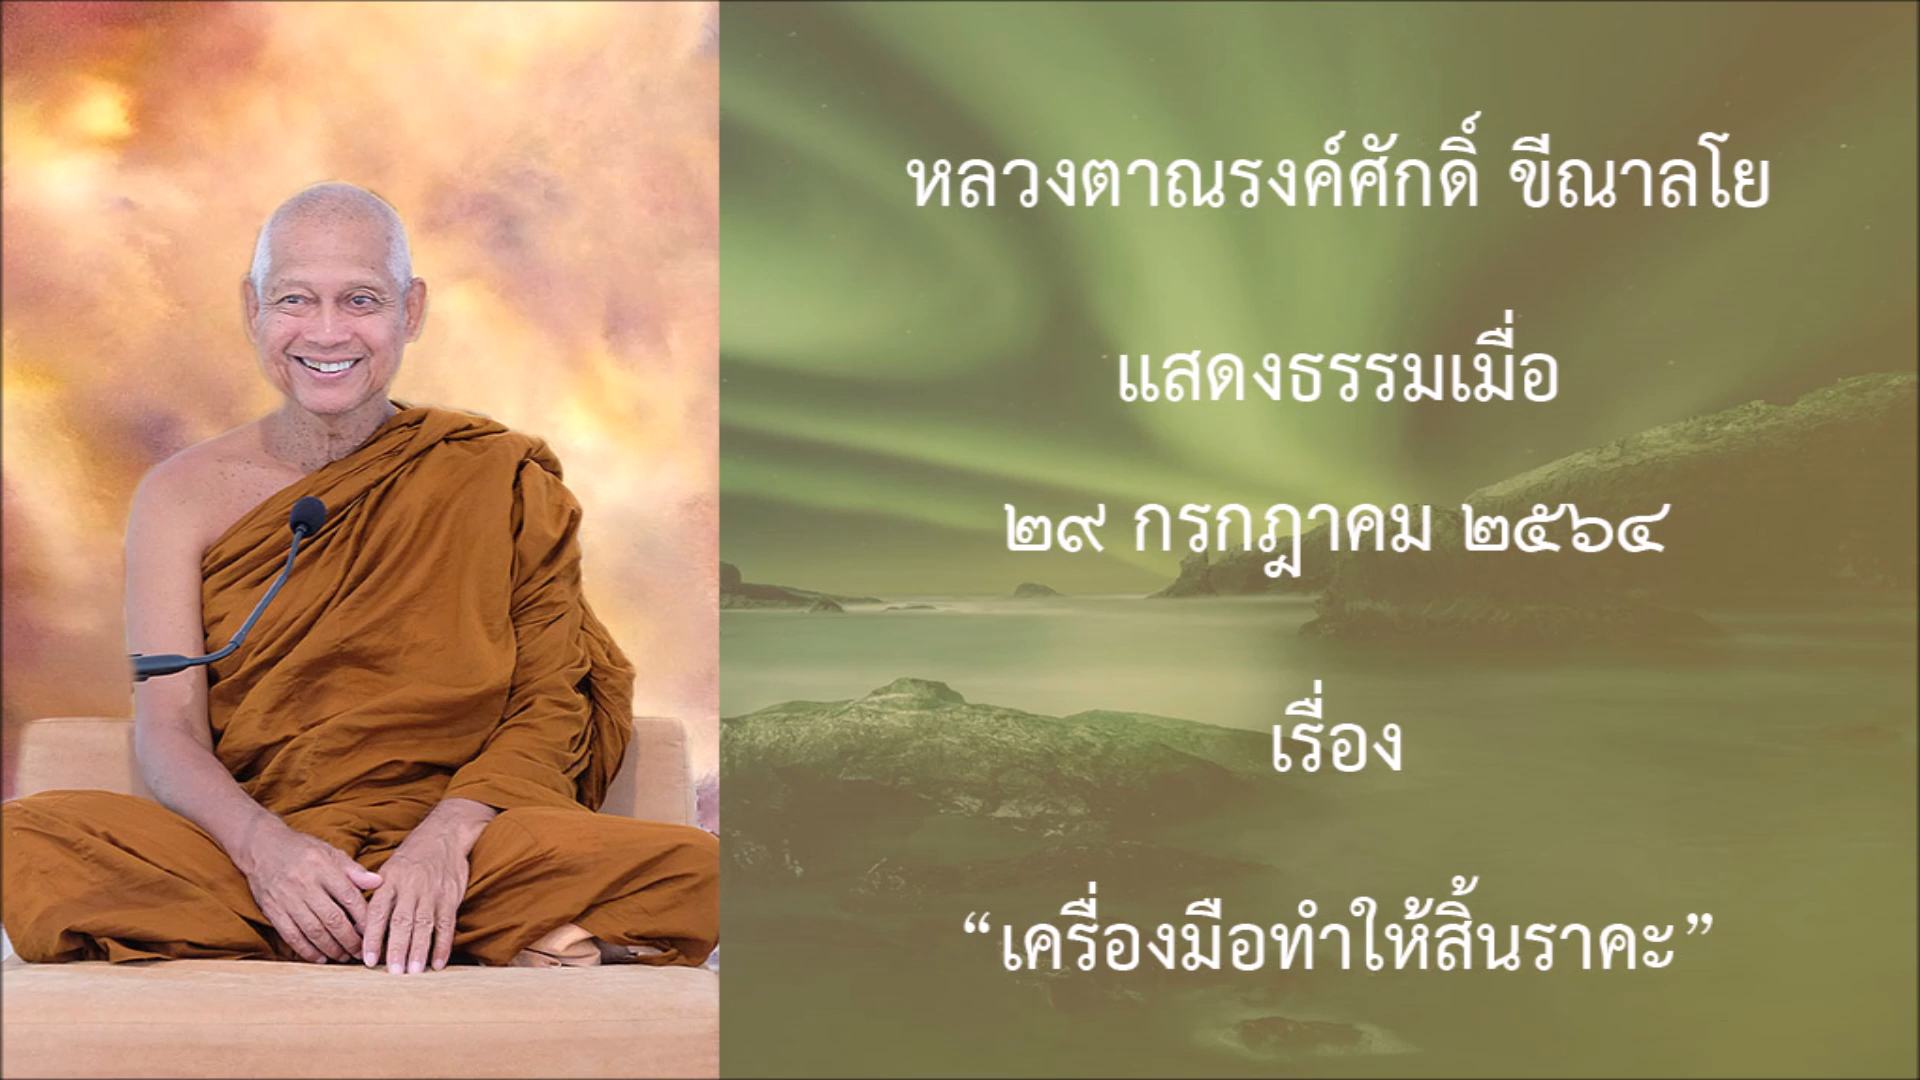 หลวงตาณรงค์ศักดิ์ ขีณาลโย
แสดงธรรมเมื่อ
๒๙ กรกฎาคม ๒๕๖๔
เรื่อง
“เครื่องมือทำให้สิ้นราคะ”